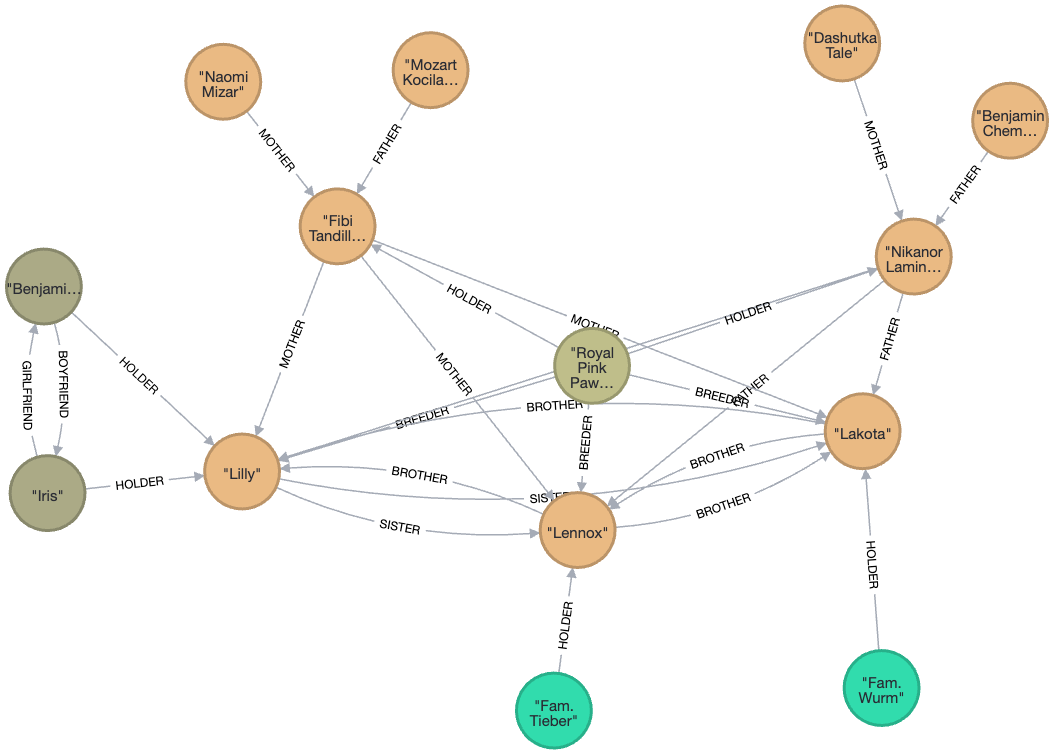 "Dashutka
Tale"
"Naomi
Mizar"
"Mozart
Kocila…
"Benjamin
Chem…
MOTHER
FATHER
MOTHER
FATHER
"Fibi
Tandill…
"Nikanor
Lamin…
"Benjami…
HOLDER
HOLDER
MOTHER
"Royal
Pink
Paw…
MOTHER
FATHER
GIRLFRIEND
BOYFRIEND
HOLDER
MOTHER
FATHER
BREEDER
BROTHER
BREEDER
"Lakota"
BREEDER
"Lilly"
BROTHER
BROTHER
HOLDER
"Iris"
SISTER
BROTHER
SISTER
"Lennox"
HOLDER
HOLDER
"Fam.
Wurm"
"Fam.
Tieber"